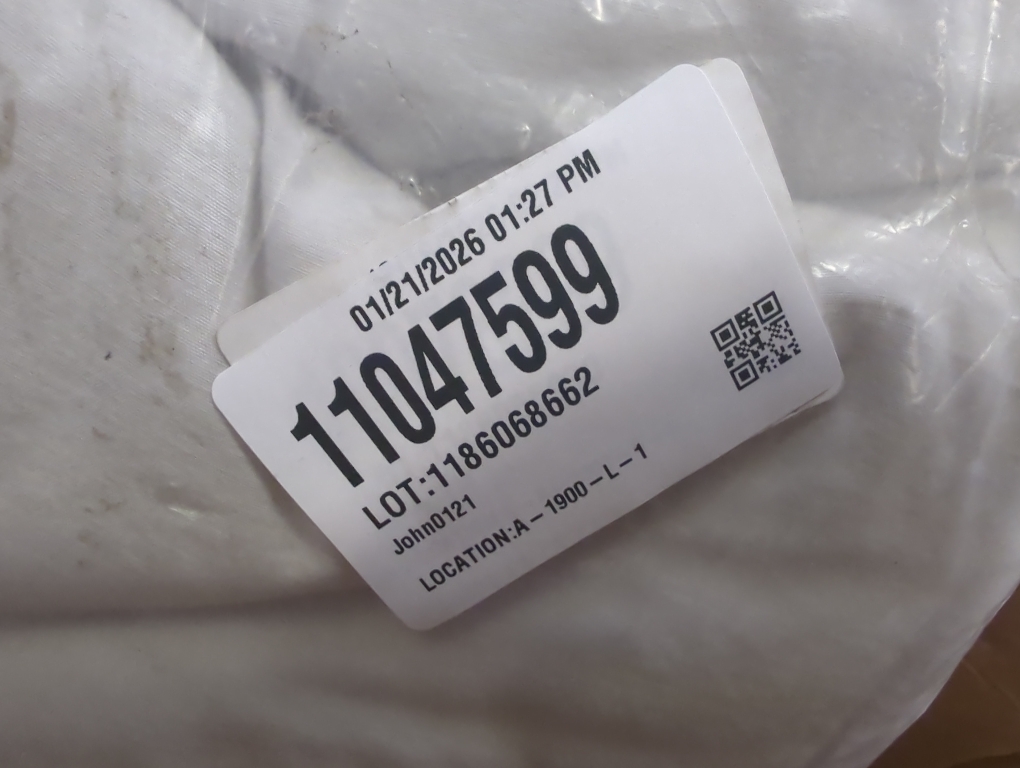 01/21/2026 01:27 PM
11047599
LOT:1186068662
John0121
LOCATION:A-1900-L-1